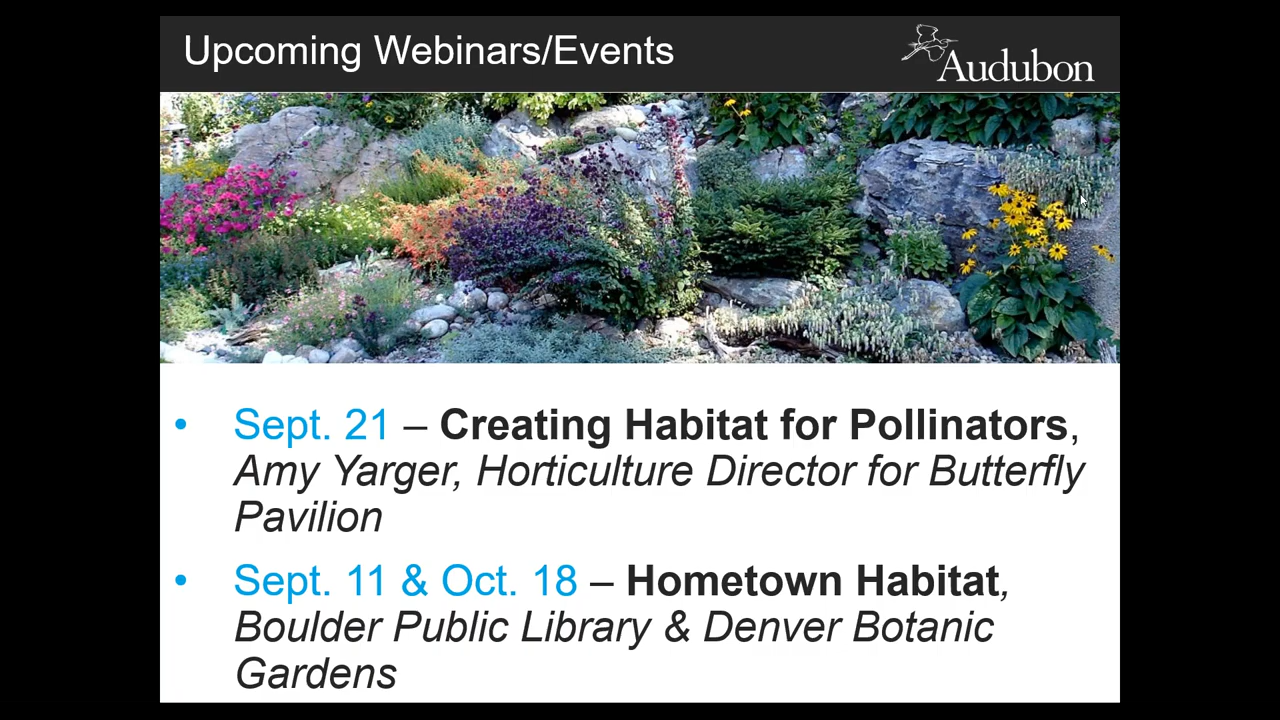 Upcoming Webinars/Events
Audubon
• Sept. 21 – Creating Habitat for Pollinators,
Amy Yarger, Horticulture Director for Butterfly
Pavilion
• Sept. 11 & Oct. 18 – Hometown Habitat,
Boulder Public Library & Denver Botanic
Gardens